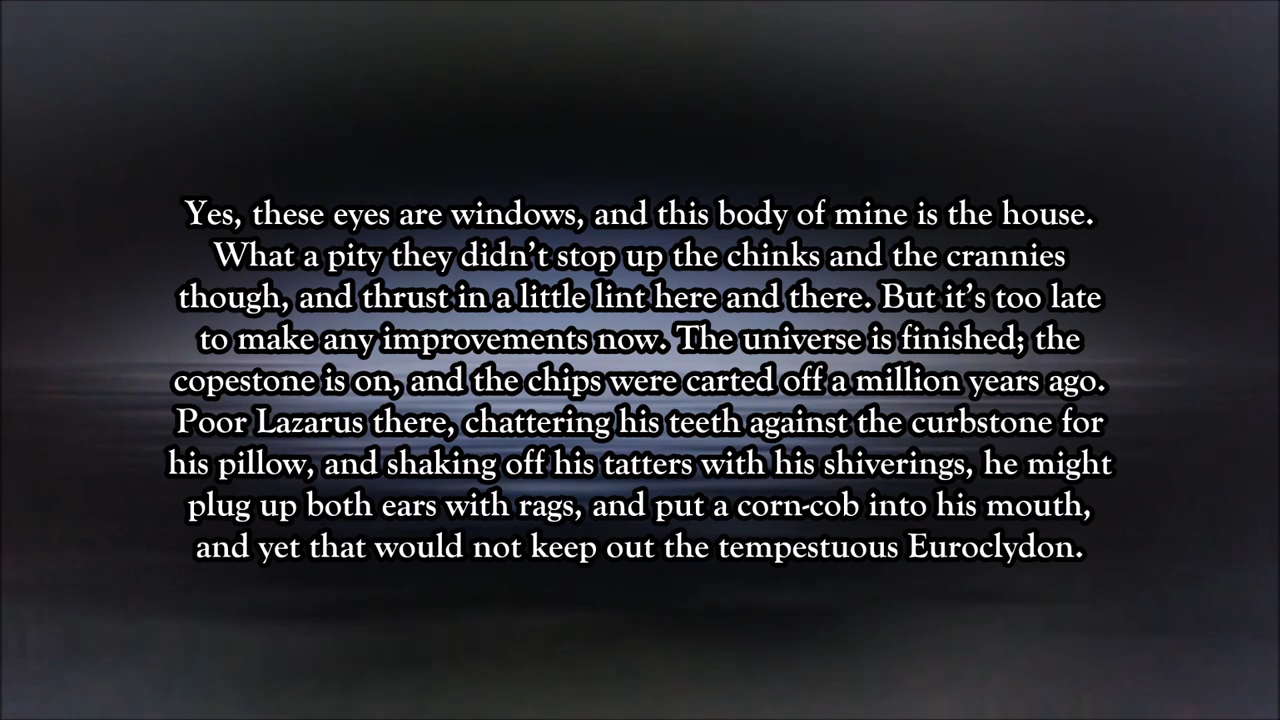 Yes, these eyes are windows, and this body of mine is the house.
What a pity they didn’t stop up the chinks and the crannies
though, and thrust in a little lint here and there. But it’s too late
to make any improvements now. The universe is finished; the
copestone is on, and the chips were carted off a million years ago.
Poor Lazarus there, chattering his teeth against the curbstone for
his pillow, and shaking off his tatters with his shiverings, he might
plug up both ears with rags, and put a corn-cob into his mouth,
and yet that would not keep out the tempestuous Euroclydon.